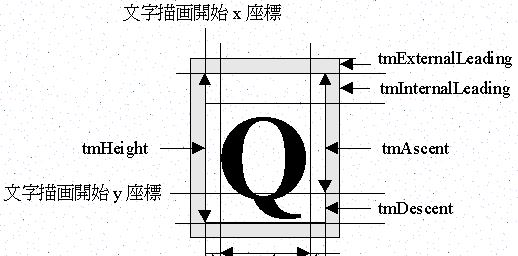 文字描画開始 x 座標
tmExternalLeading
tmInternalLeading
Q
tmHeight
tmAscent
文字描画開始 y 座標
tmDescent